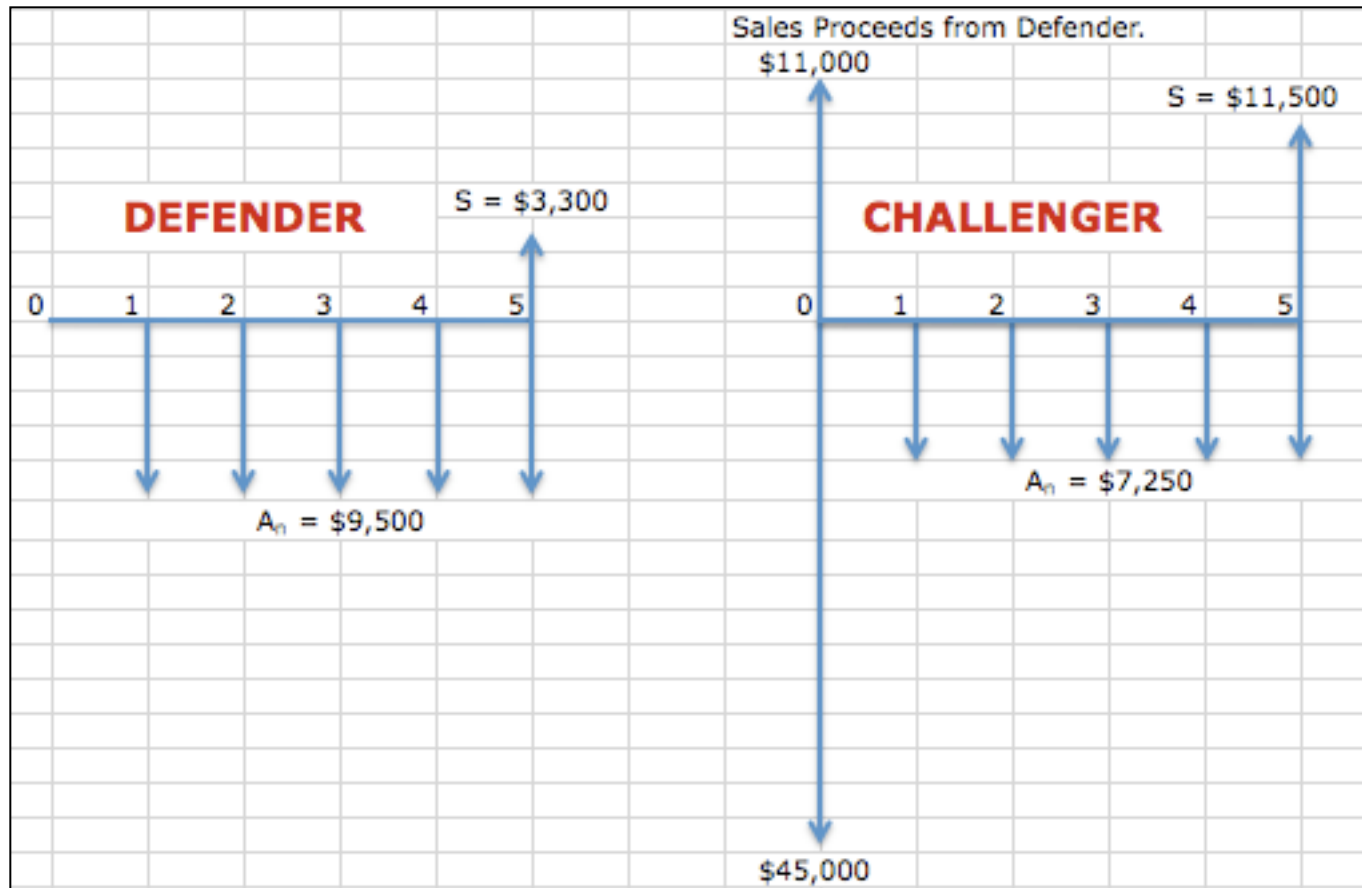 Sales Proceeds from Defender.
$11,000
S = $11,500
DEFENDER
S = $3,300
CHALLENGER
0 1 2 3 4 5
0 1 2 3 4 5
Aₙ = $7,250
Aₙ = $9,500
$45,000